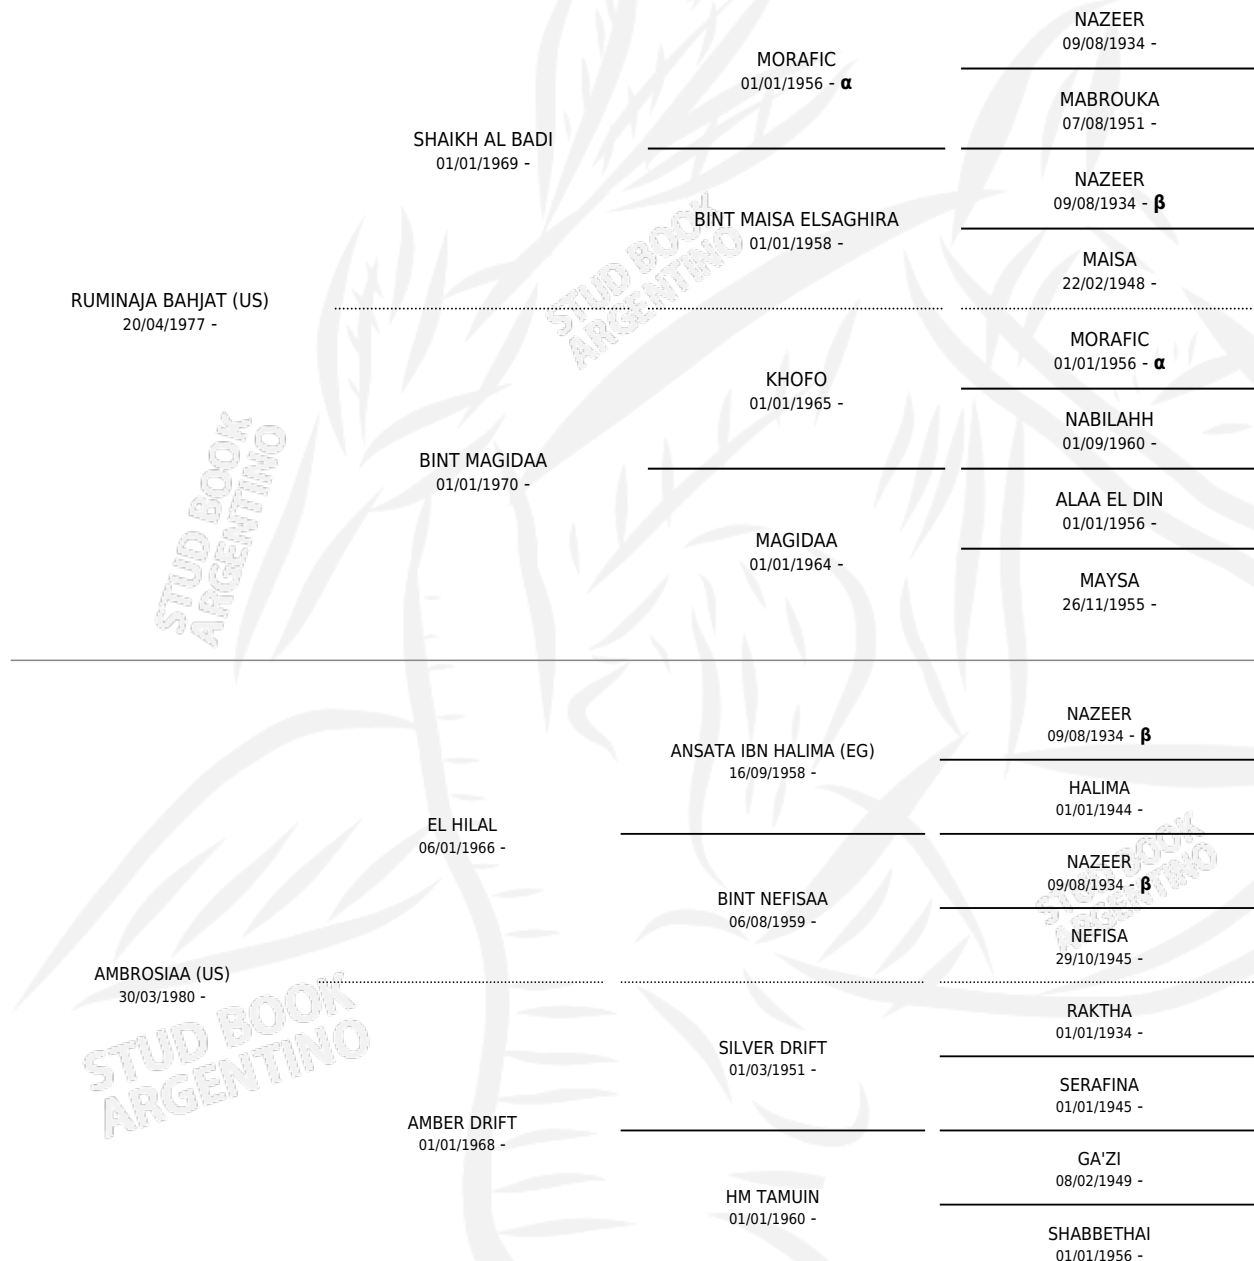 NAZEER
09/08/1934 -
MORAFIC
01/01/1956 - α
MABROUKA
07/08/1951 -
SHAIKH AL BADI
01/01/1969 -
NAZEER
09/08/1934 - β
BINT MAISA ELSAGHIRA
01/01/1958 -
MAISA
22/02/1948 -
RUMINAJA BAHJAT (US)
20/04/1977 -
STUD BOOK
ARGENTINO
MORAFIC
01/01/1956 - α
KHOFO
01/01/1965 -
NABILAHH
01/09/1960 -
BINT MAGIDAA
01/01/1970 -
STUD BOOK
ARGENTINO
ALAA EL DIN
01/01/1956 -
MAGIDAA
01/01/1964 -
MAYSA
26/11/1955 -
NAZEER
09/08/1934 - β
ANSATA IBN HALIMA (EG)
16/09/1958 -
HALIMA
01/01/1944 -
EL HILAL
06/01/1966 -
STUD BOOK
ARGENTINO
NAZEER
09/08/1934 - β
BINT NEFISAA
06/08/1959 -
NEFISA
29/10/1945 -
AMBROSIAA (US)
30/03/1980 -
STUD BOOK
ARGENTINO
RAKTHA
01/01/1934 -
SILVER DRIFT
01/03/1951 -
SERAFINA
01/01/1945 -
AMBER DRIFT
01/01/1968 -
GA'ZI
08/02/1949 -
HM TAMUIN
01/01/1960 -
SHABBETHAI
01/01/1956 -